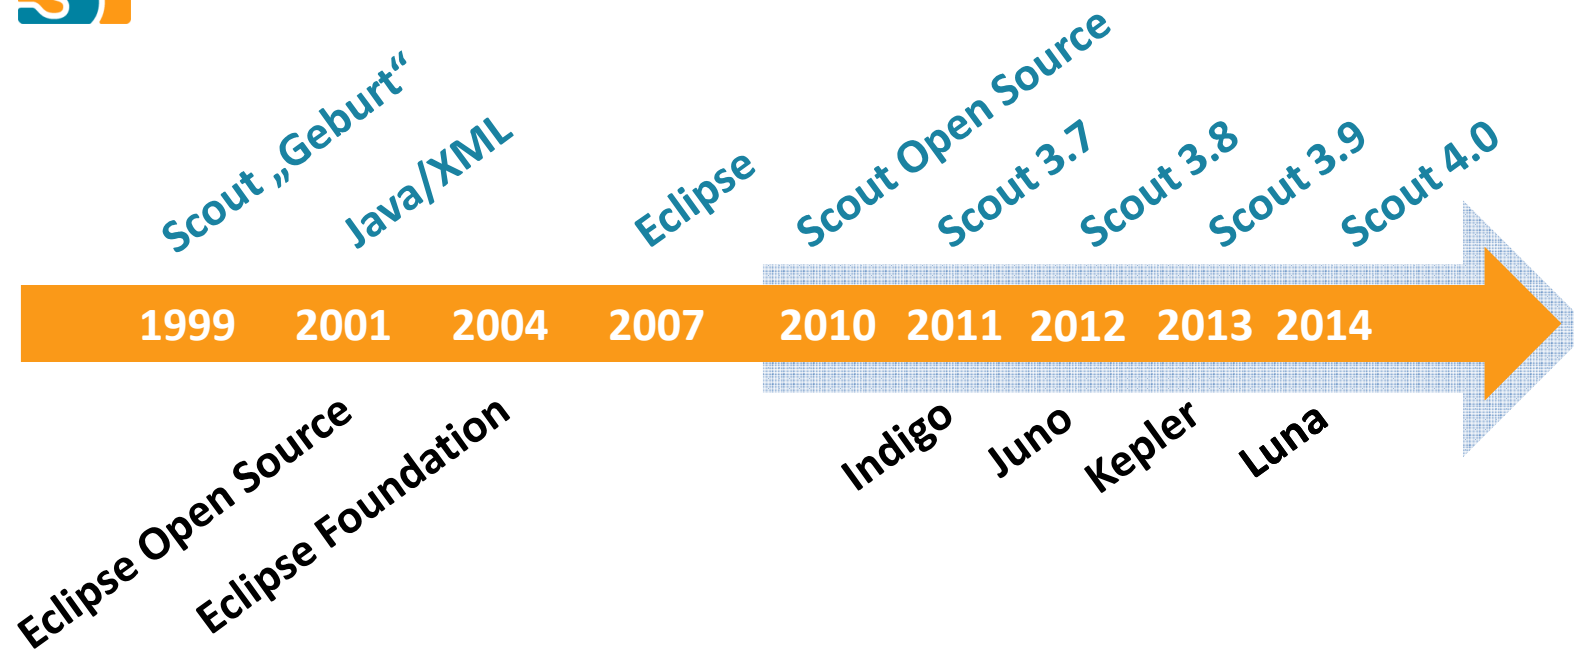 Scout „Geburt“
Java/XML
Eclipse
Scout Open Source
Scout 3.7
Scout 3.8
Scout 3.9
Scout 4.0
1999 2001 2004 2007 2010 2011 2012 2013 2014
Eclipse Open Source
Eclipse Foundation
Indigo
Juno
Kepler
Luna